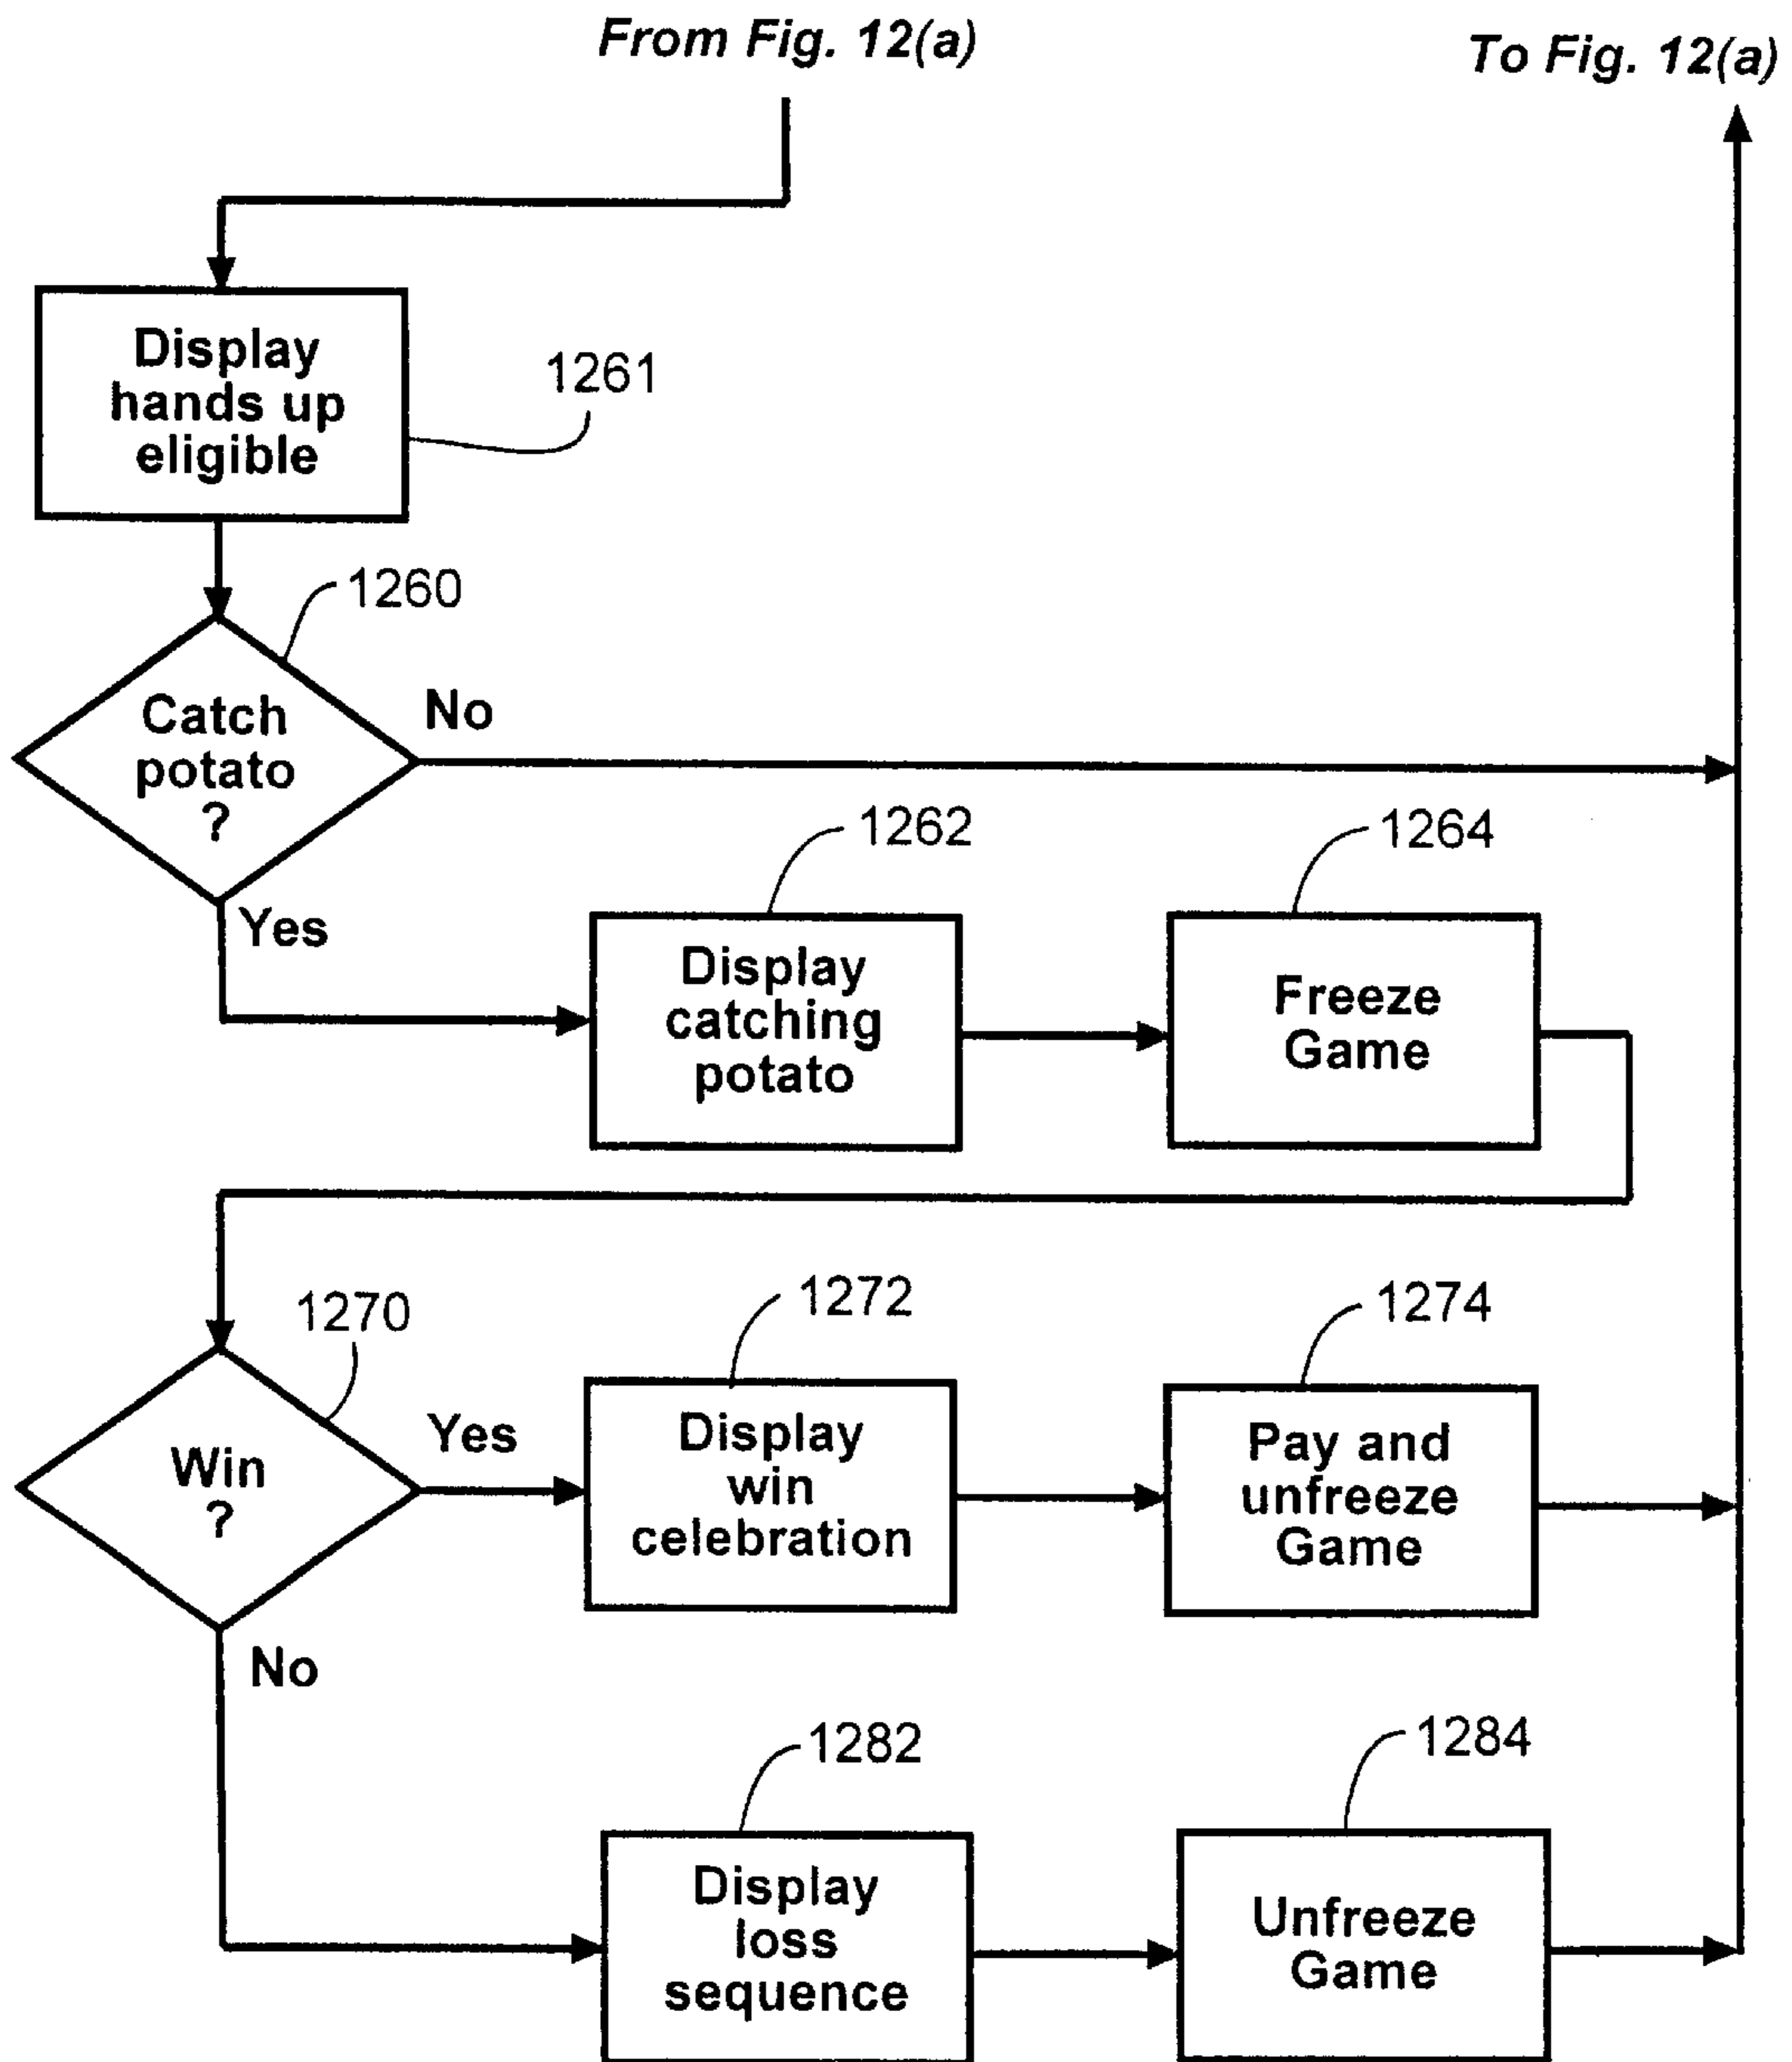 From Fig. 12(a)
To Fig. 12(a)
Display
hands up
eligible
1261
1260
Catch
potato
?
No
Yes
1262
Display
catching
potato
1264
Freeze
Game
1270
Win
?
Yes
No
1272
Display
win
celebration
1274
Pay and
unfreeze
Game
1282
Display
loss
sequence
1284
Unfreeze
Game